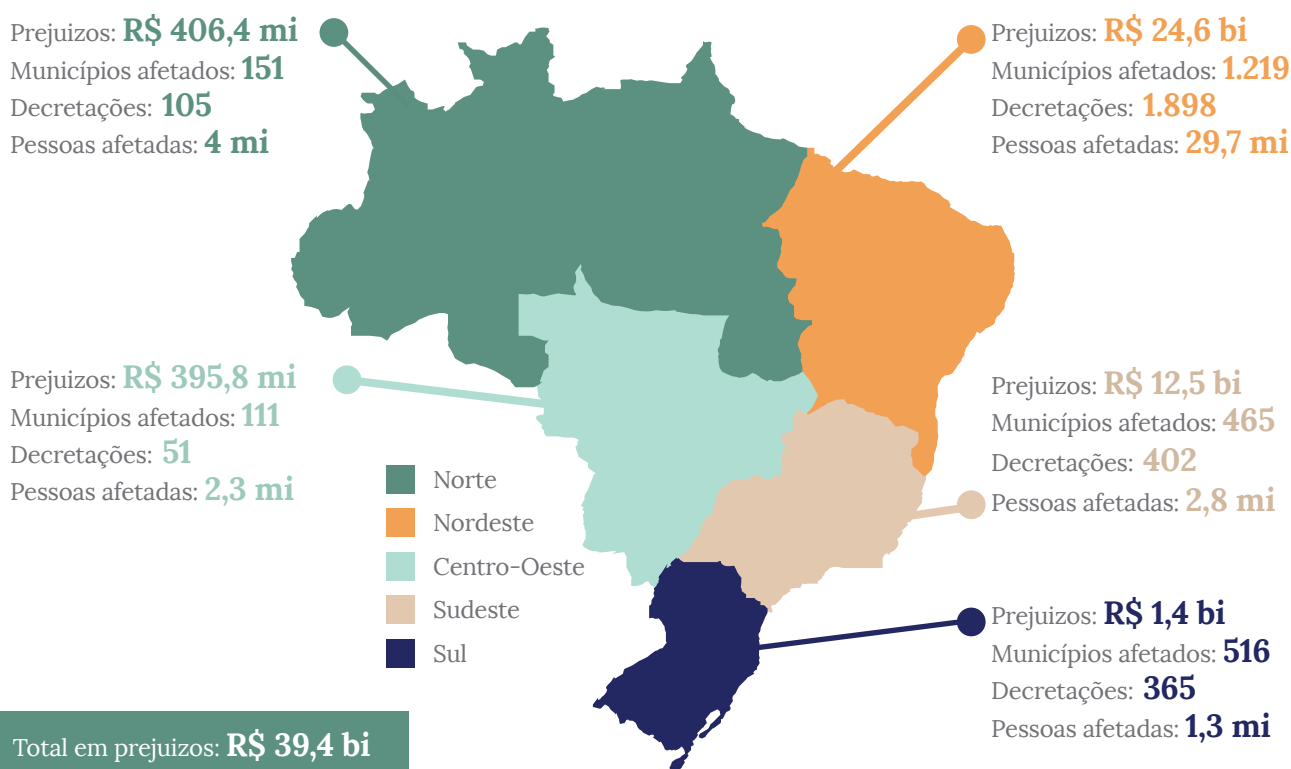 Prejuizos: R$ 406,4 mi
Municípios afetados: 151
Decretações: 105
Pessoas afetadas: 4 mi
Prejuizos: R$ 24,6 bi
Municípios afetados: 1.219
Decretações: 1.898
Pessoas afetadas: 29,7 mi
Prejuizos: R$ 395,8 mi
Municípios afetados: 111
Decretações: 51
Pessoas afetadas: 2,3 mi
Prejuizos: R$ 12,5 bi
Municípios afetados: 465
Decretações: 402
Pessoas afetadas: 2,8 mi
Norte
Nordeste
Centro-Oeste
Sudeste
Sul
Prejuizos: R$ 1,4 bi
Municípios afetados: 516
Decretações: 365
Pessoas afetadas: 1,3 mi
Total em prejuizos: R$ 39,4 bi